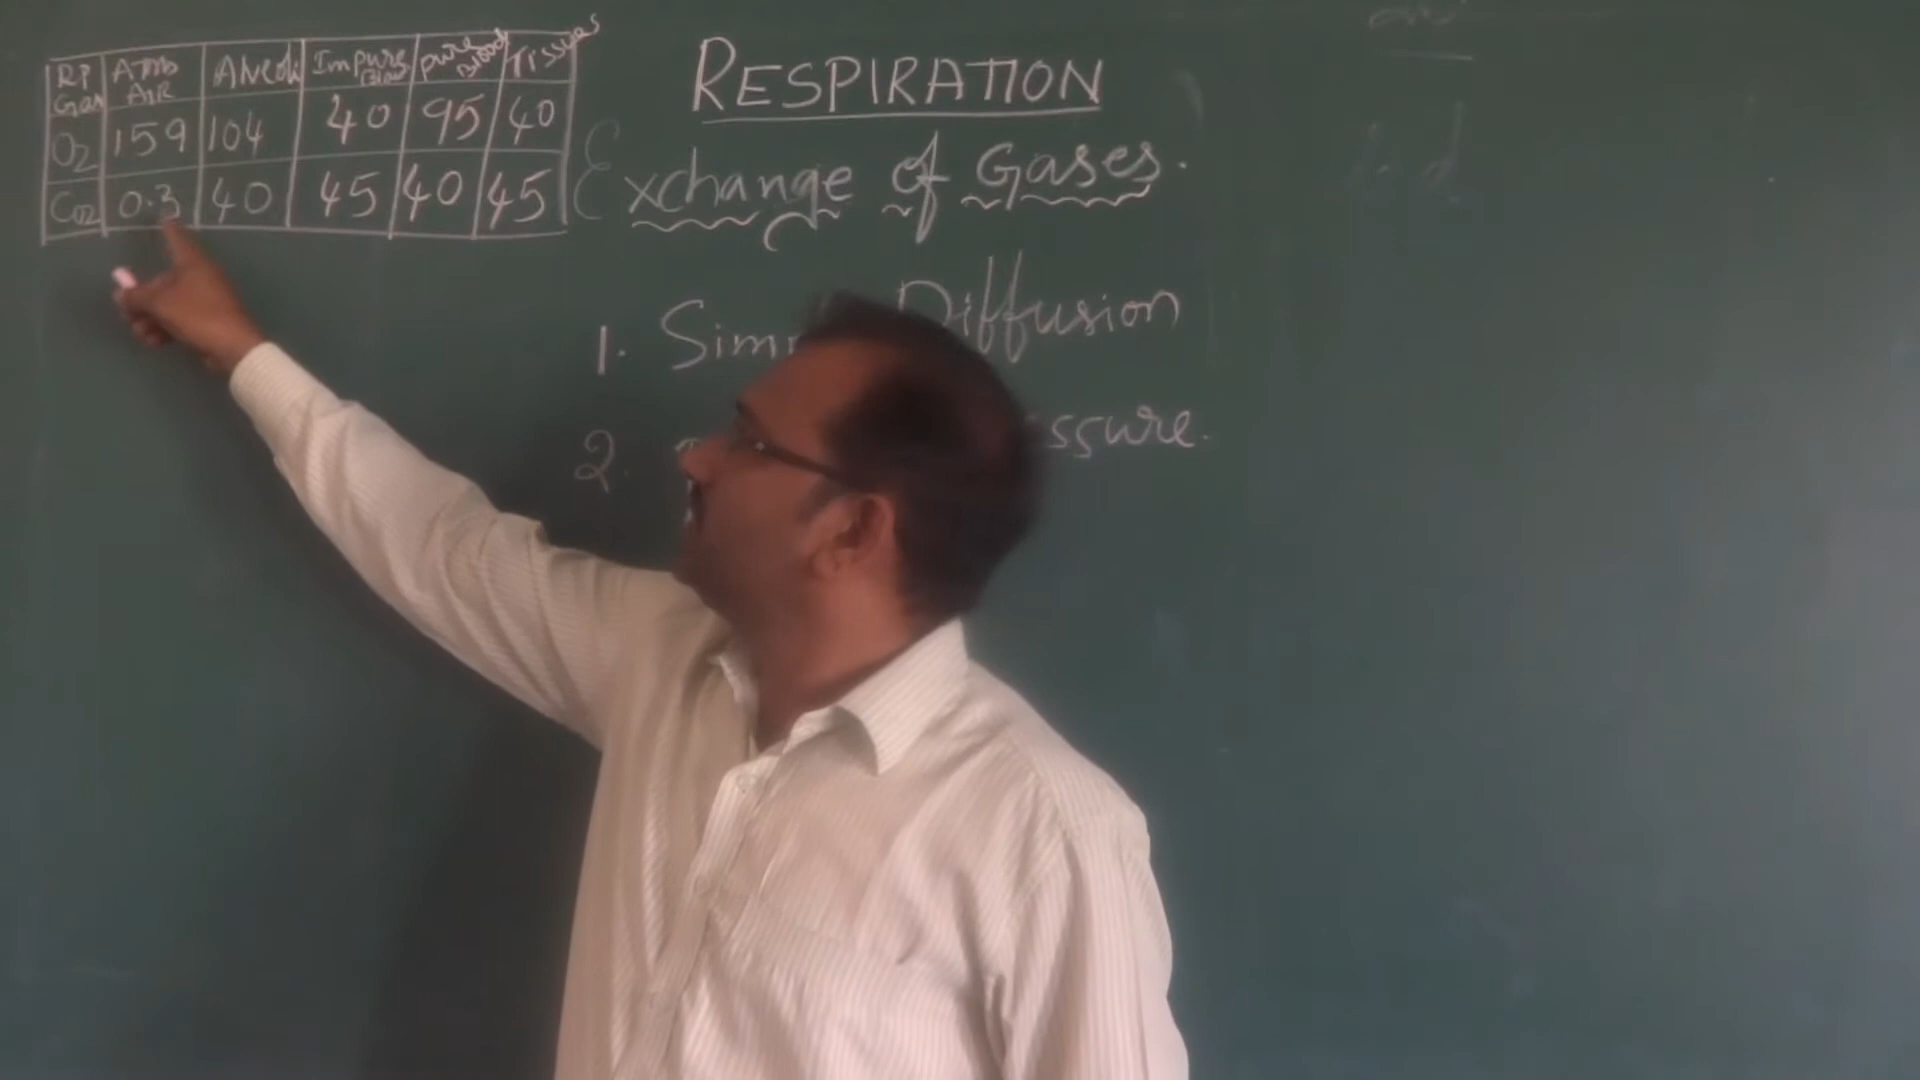 RP Gas Atmo AIR Alveoli Impure Blood pure Blood Tissues
O2 159 104 40 95 40
CO2 0.3 40 45 40 45
RESPIRATION
Exchange of Gases.
1. Sim Diffusion
2. ssure.